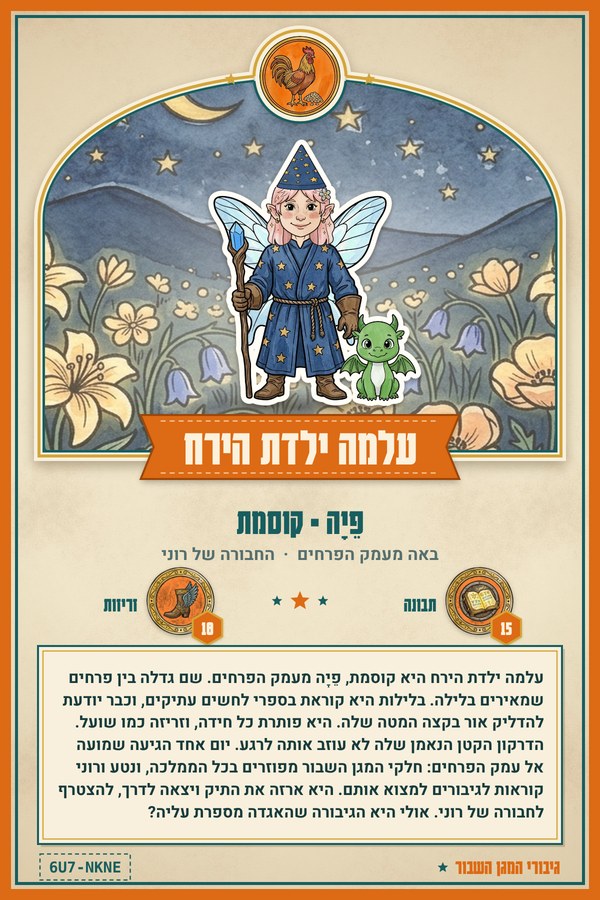 עלמה ילדת הירח
פֵיָה • קוסמת
באה מעמק הפרחים · החבורה של רוני
תבונה
15
זריזות
18
עלמה ילדת הירח היא קוסמת, פֵיָה מעמק הפרחים. שם גדלה בין פרחים
שמאירים בלילה. בלילות היא קוראת בספרי לחשים עתיקים, וכבר יודעת
להדליק אור בקצה המטה שלה. היא פותרת כל חידה, וזריזה כמו שועל.
הדרקון הקטן הנאמן שלה לא עוזב אותה לרגע. יום אחד הגיעה שמועה
אל עמק הפרחים: חלקי המגן השבור מפוזרים בכל הממלכה, ונטע ורוני
קוראות לגיבורים למצוא אותם. היא ארזה את התיק ויצאה לדרך, להצטרף
לחבורה של רוני. אולי היא הגיבורה שהאגדה מספרת עליה?
גיבורי המגן השבור
6U7-NKNE